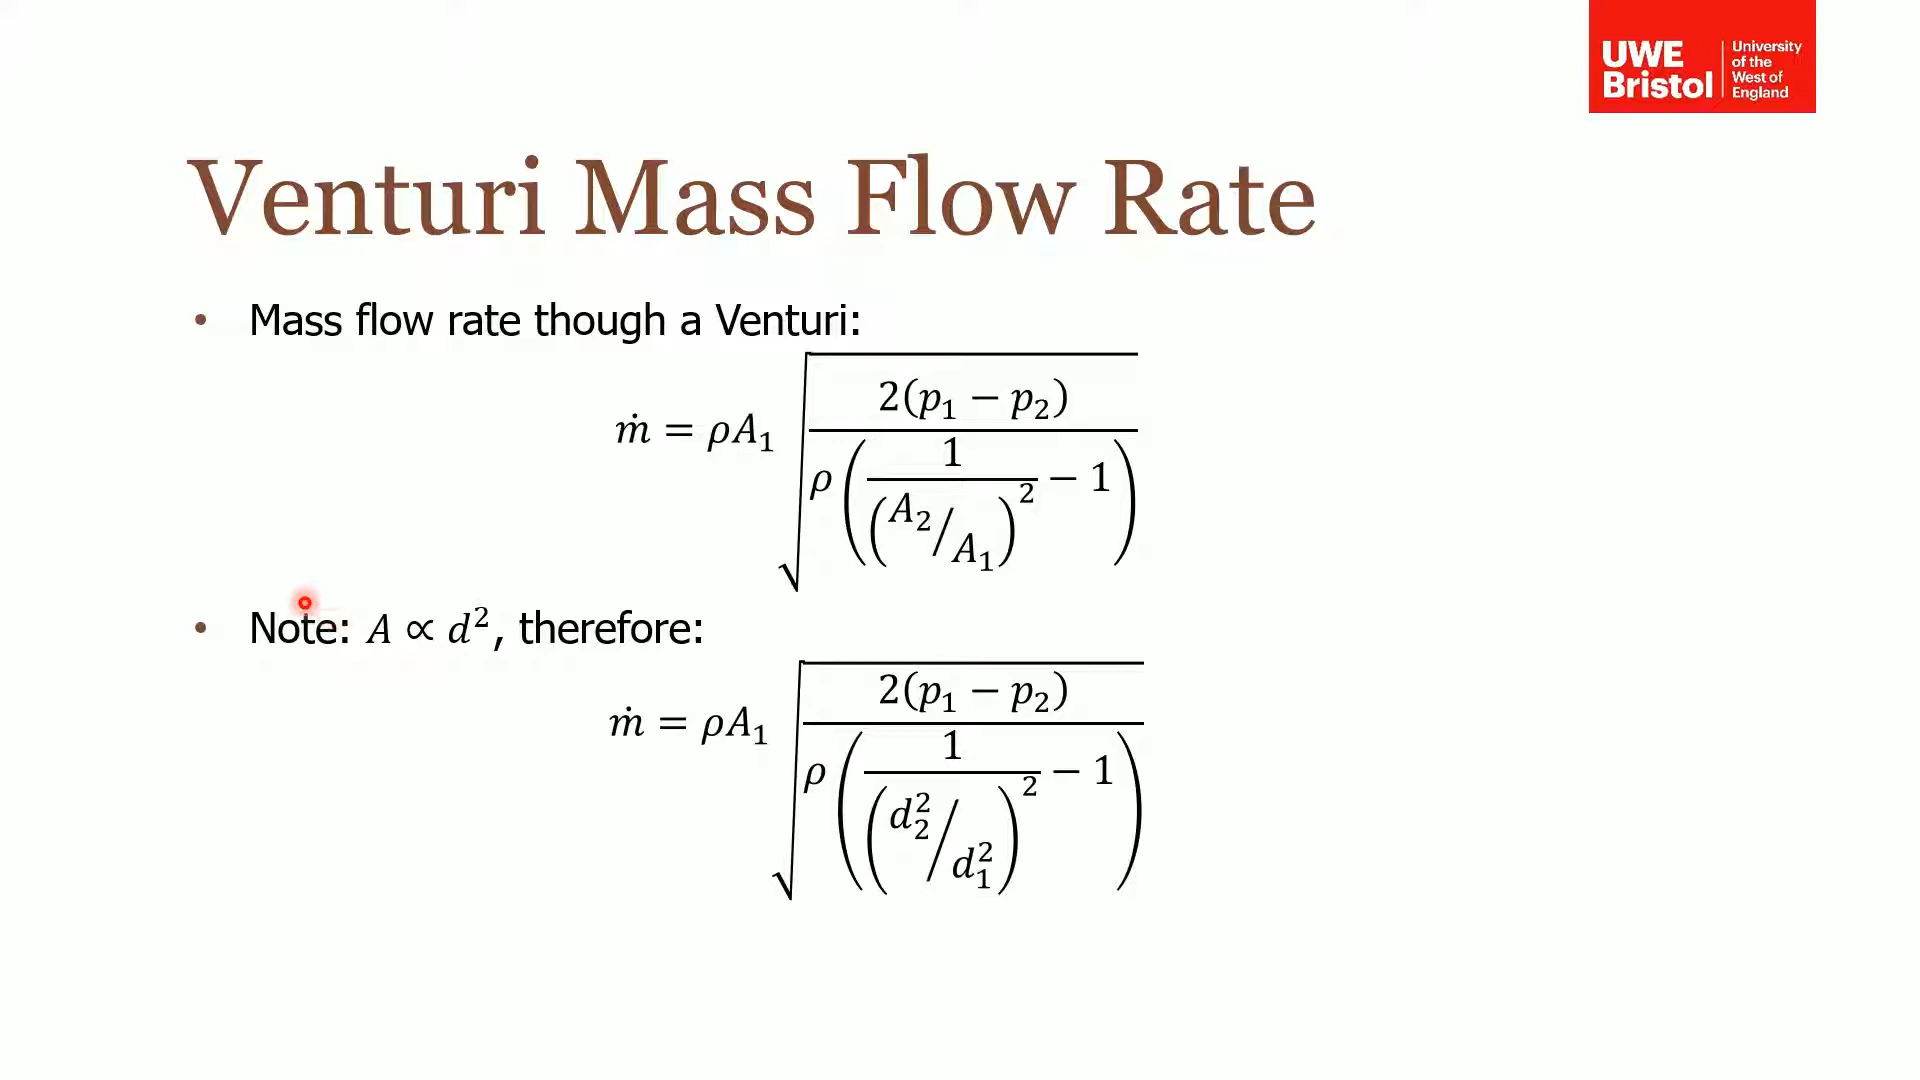 UWE Bristol
University of the West of England
Venturi Mass Flow Rate
• Mass flow rate though a Venturi:
ṁ = ρA₁ √(2(p₁ − p₂) / (ρ(1/(A₂/A₁)² − 1)))
• Note: A ∝ d², therefore:
ṁ = ρA₁ √(2(p₁ − p₂) / (ρ(1/(d₂²/d₁²)² − 1)))